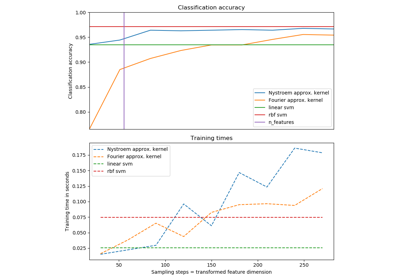 Classification accuracy
1.00
0.95
0.90
0.85
0.80
Classification accuracy
Nystroem approx. kernel
Fourier approx. kernel
linear svm
rbf svm
n_features
Training times
Nystroem approx. kernel
Fourier approx. kernel
linear svm
rbf svm
0.175
0.150
0.125
0.100
0.075
0.050
0.025
Training time in seconds
50
100
150
200
250
Sampling steps = transformed feature dimension